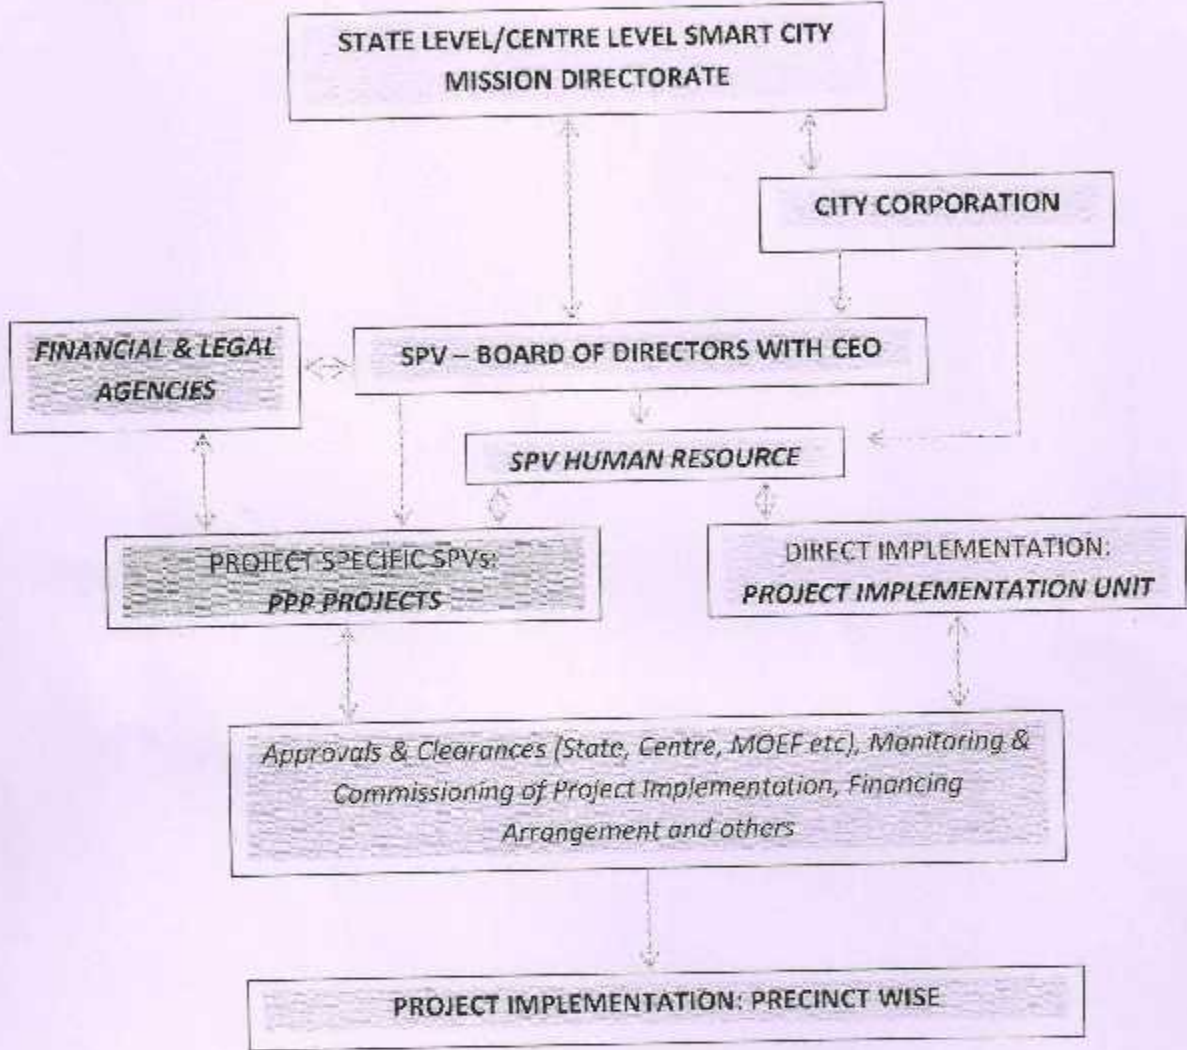 STATE LEVEL/CENTRE LEVEL SMART CITY
MISSION DIRECTORATE
CITY CORPORATION
FINANCIAL & LEGAL
AGENCIES
SPV – BOARD OF DIRECTORS WITH CEO
SPV HUMAN RESOURCE
PROJECT SPECIFIC SPVs:
PPP PROJECTS
DIRECT IMPLEMENTATION:
PROJECT IMPLEMENTATION UNIT
Approvals & Clearances (State, Centre, MOEF etc), Monitoring &
Commissioning of Project Implementation, Financing
Arrangement and others
PROJECT IMPLEMENTATION: PRECINCT WISE